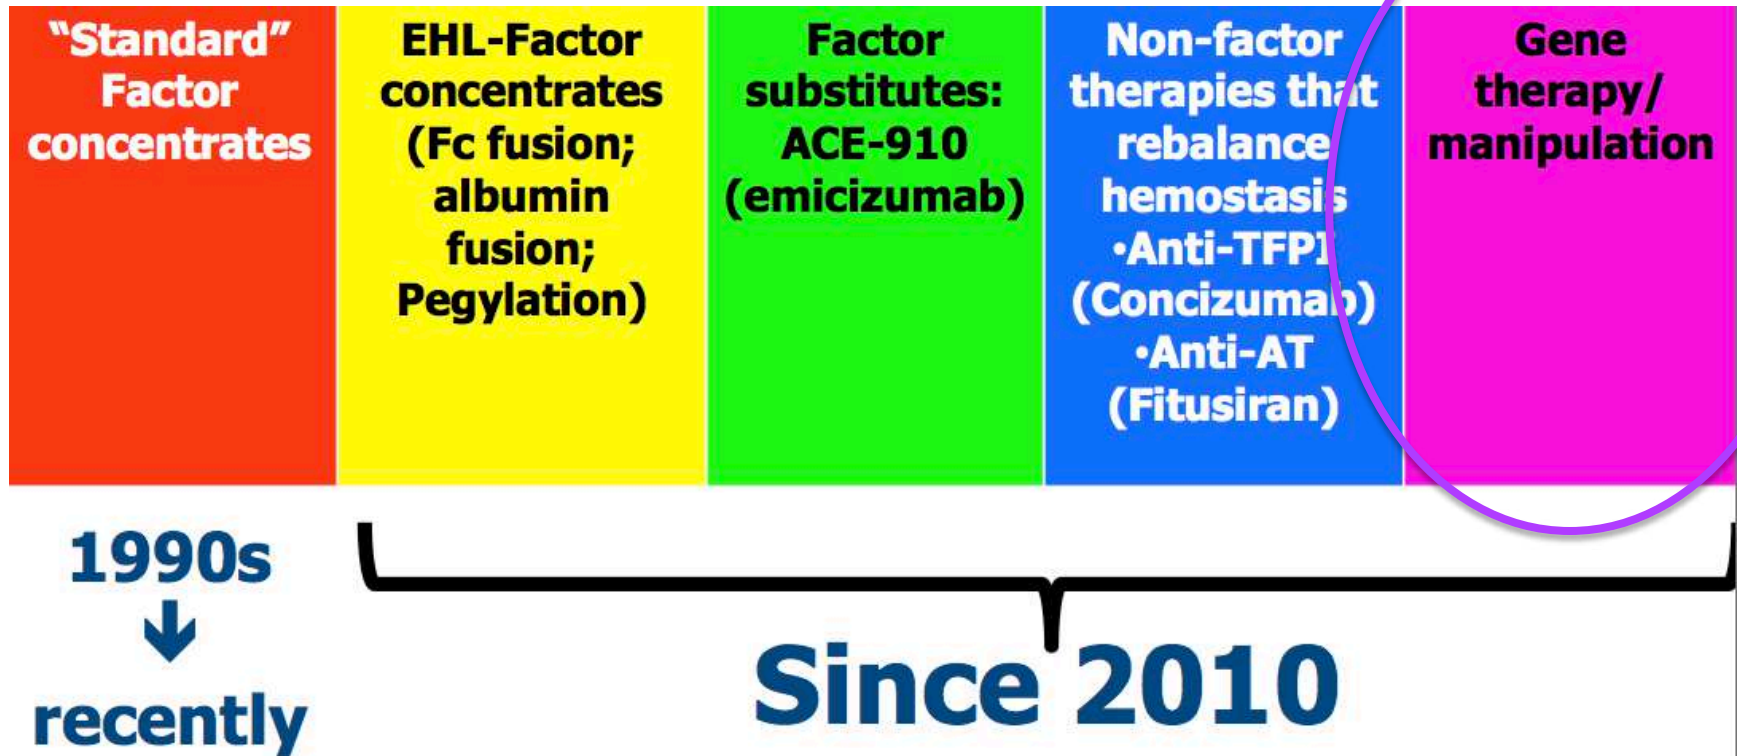 “Standard”
Factor
concentrates
EHL-Factor
concentrates
(Fc fusion;
albumin
fusion;
Pegylation)
Factor
substitutes:
ACE-910
(emicizumab)
Non-factor
therapies that
rebalance
hemostasis
•Anti-TFPI
(Concizumab)
•Anti-AT
(Fitusiran)
Gene
therapy/
manipulation
1990s
↓
recently
Since 2010